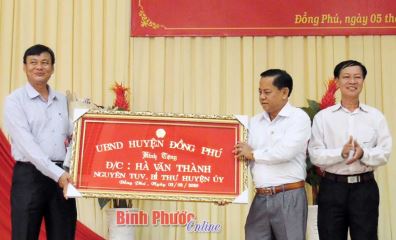 Đồng Phú, ngày 05
UBND HUYỆN ĐỒNG PHÚ
Kính Tặng
Đ/C : HÀ VĂN THÀNH
NGUYÊN TUV, BÍ THƯ HUYỆN ỦY
Bình Phước
Online